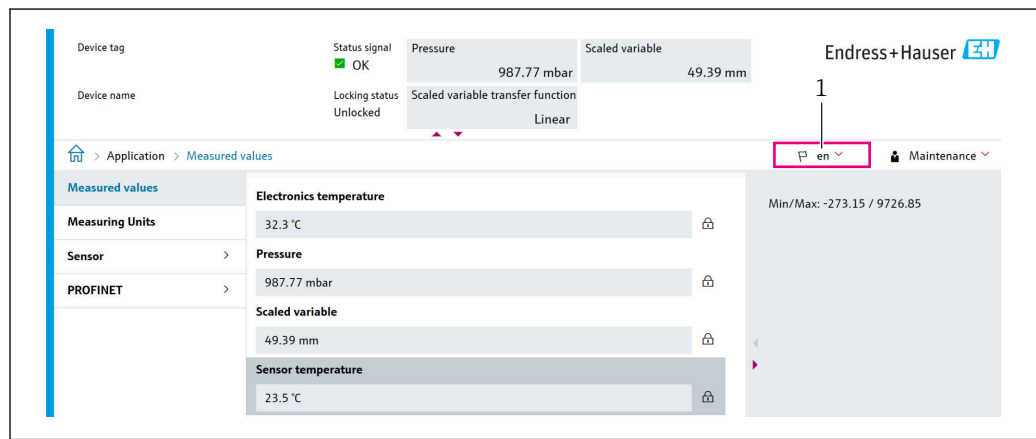 Device tag
Status signal
OK
Pressure
987.77 mbar
Scaled variable
49.39 mm
Endress+Hauser EH
1
Device name
Locking status
Unlocked
Scaled variable transfer function
Linear
> Application > Measured values
en
Maintenance
Measured values
Measuring Units
Sensor >
PROFINET >
Electronics temperature
32.3 °C
Pressure
987.77 mbar
Scaled variable
49.39 mm
Sensor temperature
23.5 °C
Min/Max: -273.15 / 9726.85